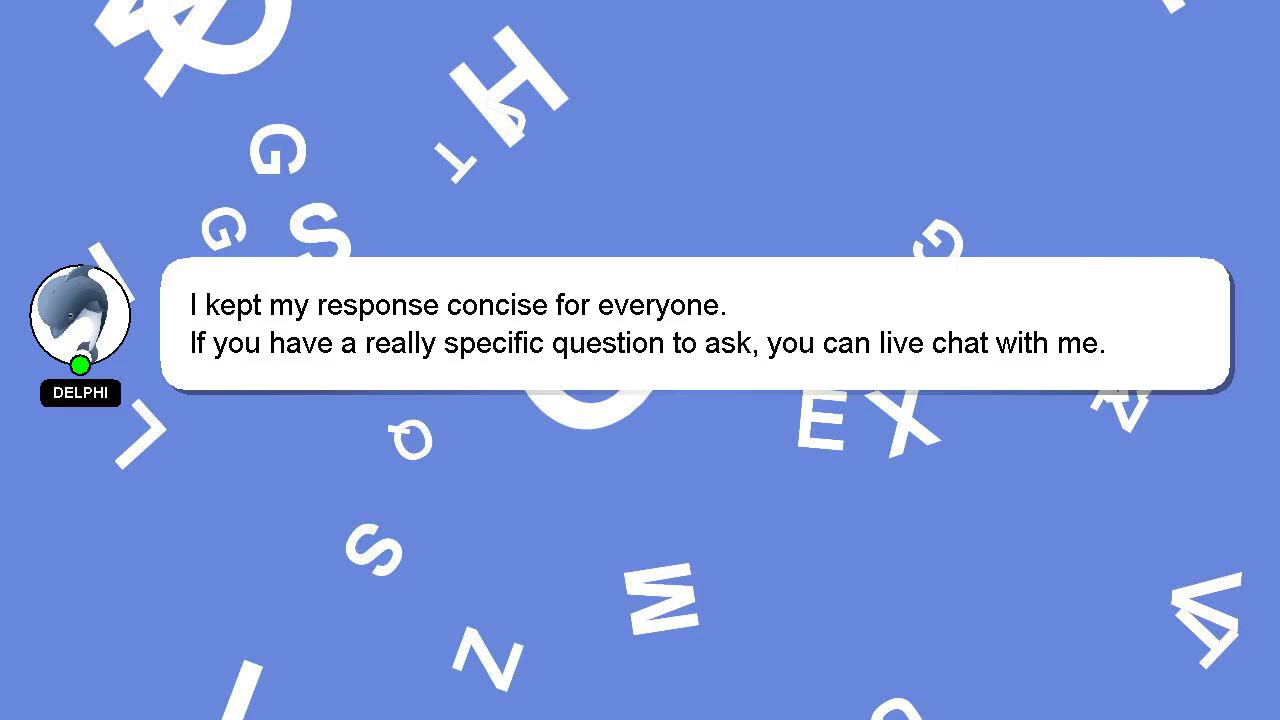 I kept my response concise for everyone.
If you have a really specific question to ask, you can live chat with me.
DELPHI
H
T
G
G
S
G
L
Q
E
X
S
M
Z
V